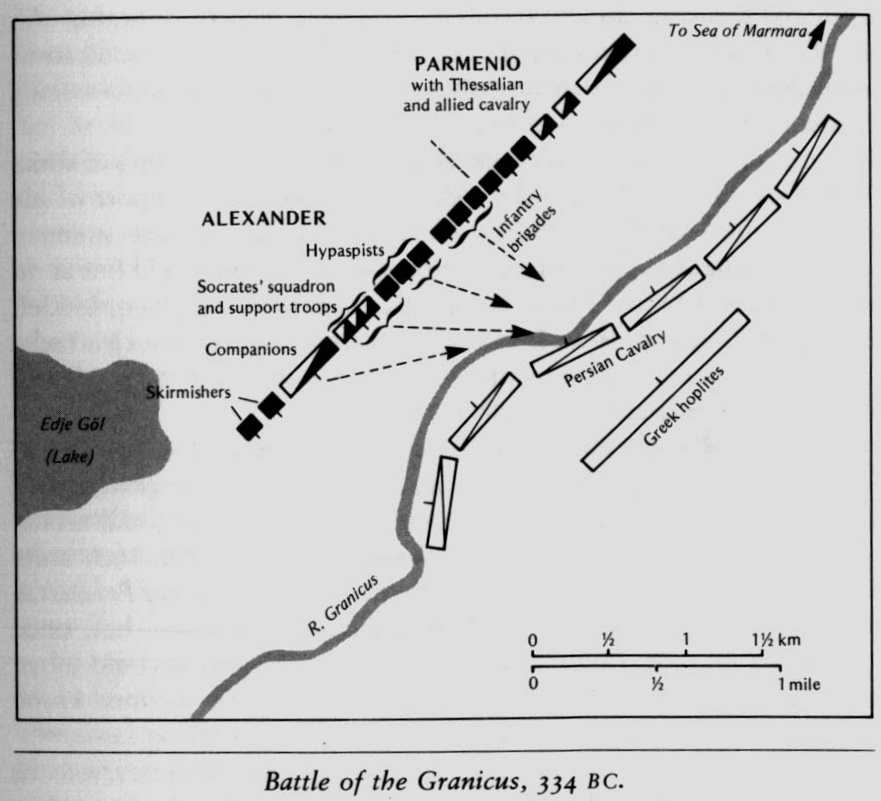 To Sea of Marmara
PARMENIO
with Thessalian
and allied cavalry
ALEXANDER
Hypaspists
Infantry
brigades
Socrates' squadron
and support troops
Companions
Skirmishers
Persian Cavalry
Greek hoplites
Edje Göl
(Lake)
R. Granicus
0 ½ 1 1½ km
0 ½ 1 mile
Battle of the Granicus, 334 BC.